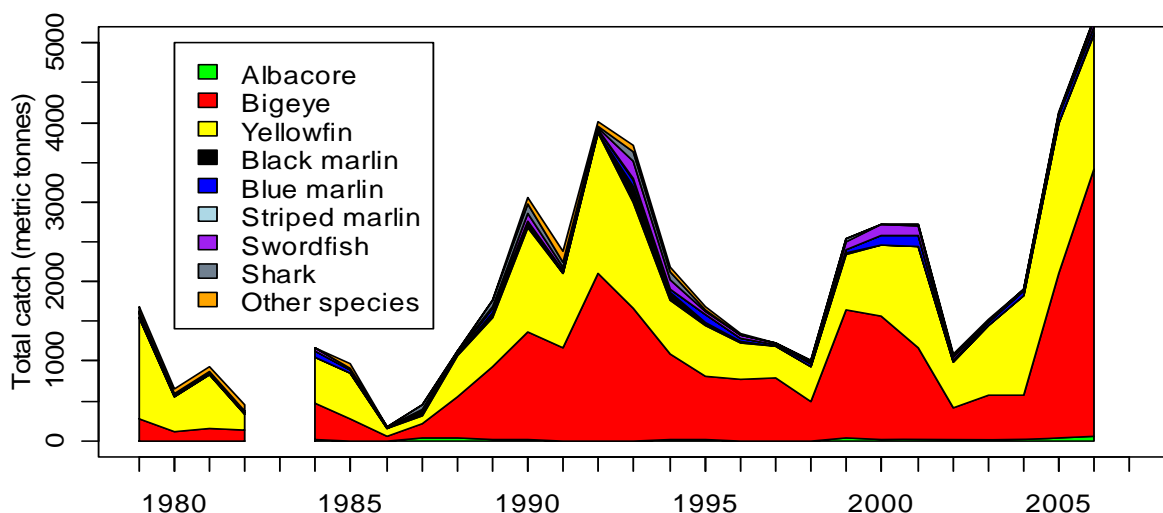 Total catch (metric tonnes)
5000
4000
3000
2000
1000
0
Albacore
Bigeye
Yellowfin
Black marlin
Blue marlin
Striped marlin
Swordfish
Shark
Other species
1980 1985 1990 1995 2000 2005